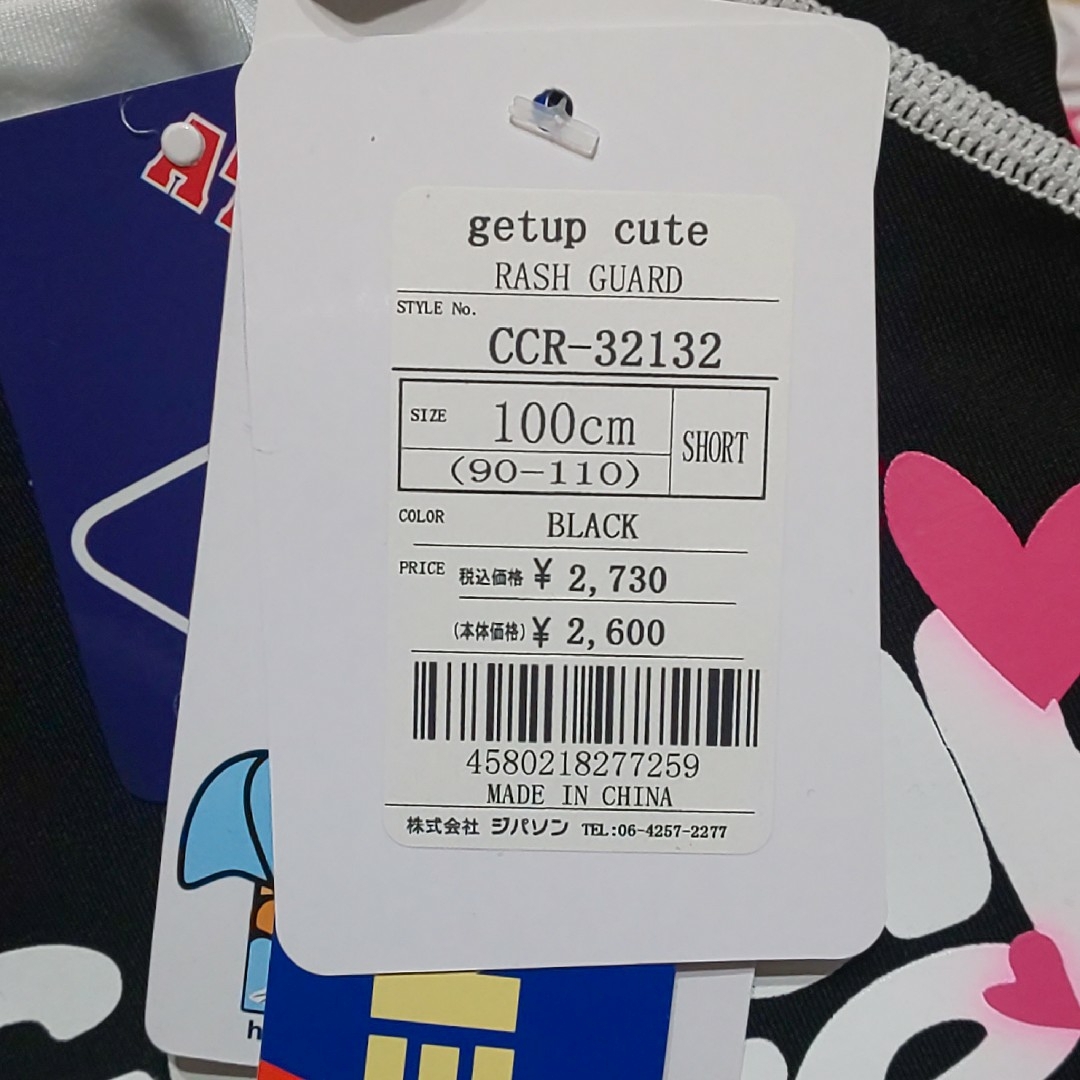 getup cute
RASH GUARD
STYLE No.
CCR-32132
SIZE 100cm
(90-110)
SHORT
COLOR BLACK
PRICE 税込価格 ¥ 2,730
(本体価格) ¥ 2,600
4580218277259
MADE IN CHINA
株式会社 ジパソン TEL:06-4257-2277